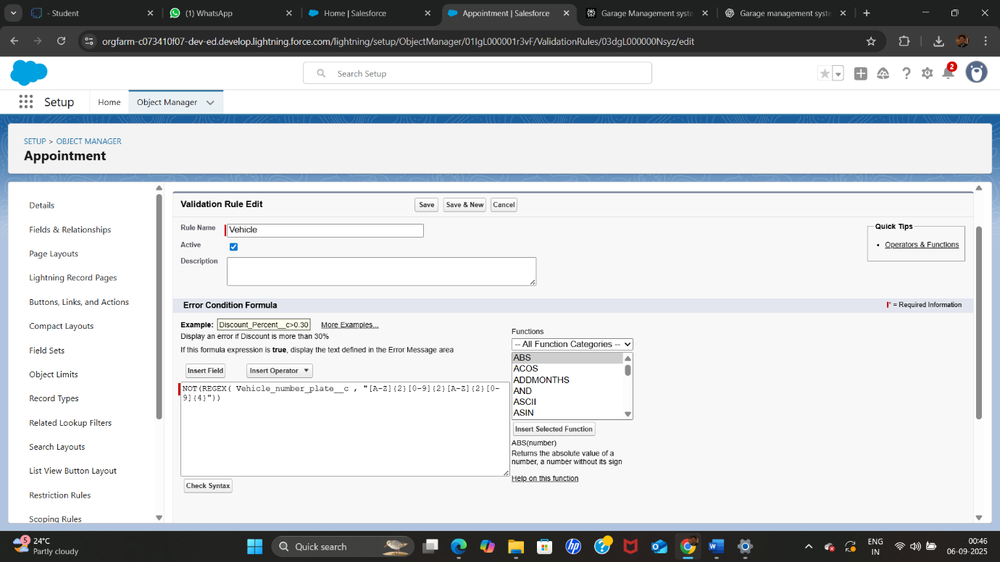 - Student
(1) WhatsApp
Home | Salesforce
Appointment | Salesforce
Garage Management syste
Garage management syste
orgfarm-c073410f07-dev-ed.develop.lightning.force.com/lightning/setup/ObjectManager/01IgL000001r3vF/ValidationRules/03dgL000000Nsyz/edit
Search Setup
2
Setup
Home
Object Manager
SETUP > OBJECT MANAGER
Appointment
Details
Fields & Relationships
Page Layouts
Lightning Record Pages
Buttons, Links, and Actions
Compact Layouts
Field Sets
Object Limits
Record Types
Related Lookup Filters
Search Layouts
List View Button Layout
Restriction Rules
Scoping Rules
Validation Rule Edit
Save
Save & New
Cancel
Rule Name
Vehicle
Active
Description
Quick Tips
• Operators & Functions
Error Condition Formula
= Required Information
Example: Discount_Percent__c>0.30 More Examples...
Display an error if Discount is more than 30%
If this formula expression is true, display the text defined in the Error Message area
Insert Field
Insert Operator
NOT(REGEX( Vehicle_number_plate__c , "[A-Z]{2}[0-9]{2}[A-Z]{2}[0-
9]{4}"))
Check Syntax
Functions
-- All Function Categories --
ABS
ACOS
ADDMONTHS
AND
ASCII
ASIN
Insert Selected Function
ABS(number)
Returns the absolute value of a
number, a number without its sign
Help on this function
5
24°C
Partly cloudy
Quick search
ENG
IN
00:46
06-09-2025